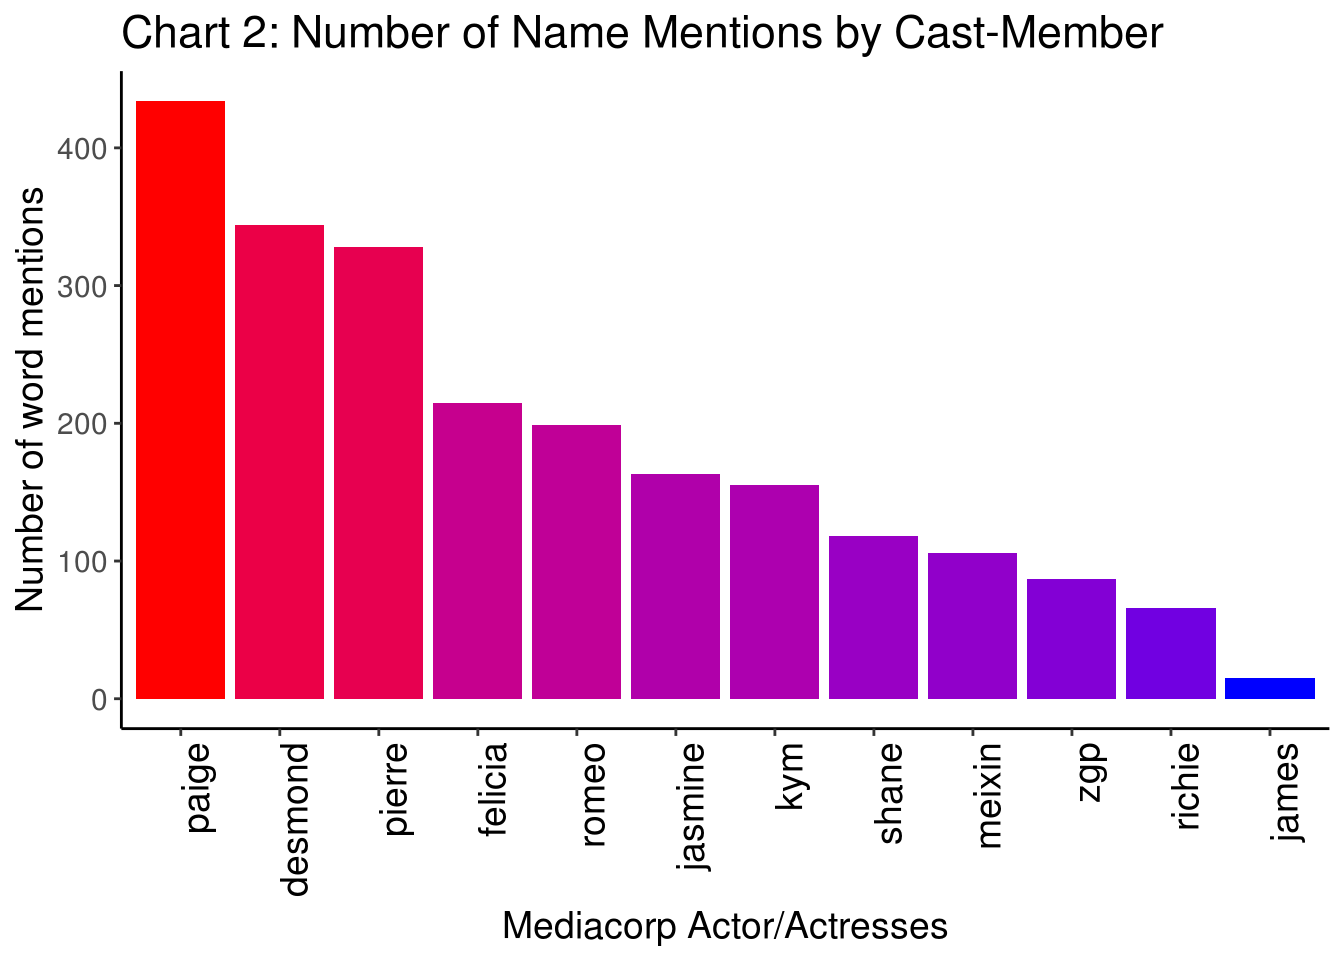 Chart 2: Number of Name Mentions by Cast-Member
Number of word mentions
400
300
200
100
0
paige
desmond
pierre
felicia
romeo
jasmine
kym
shane
meixin
zgp
richie
james
Mediacorp Actor/Actresses